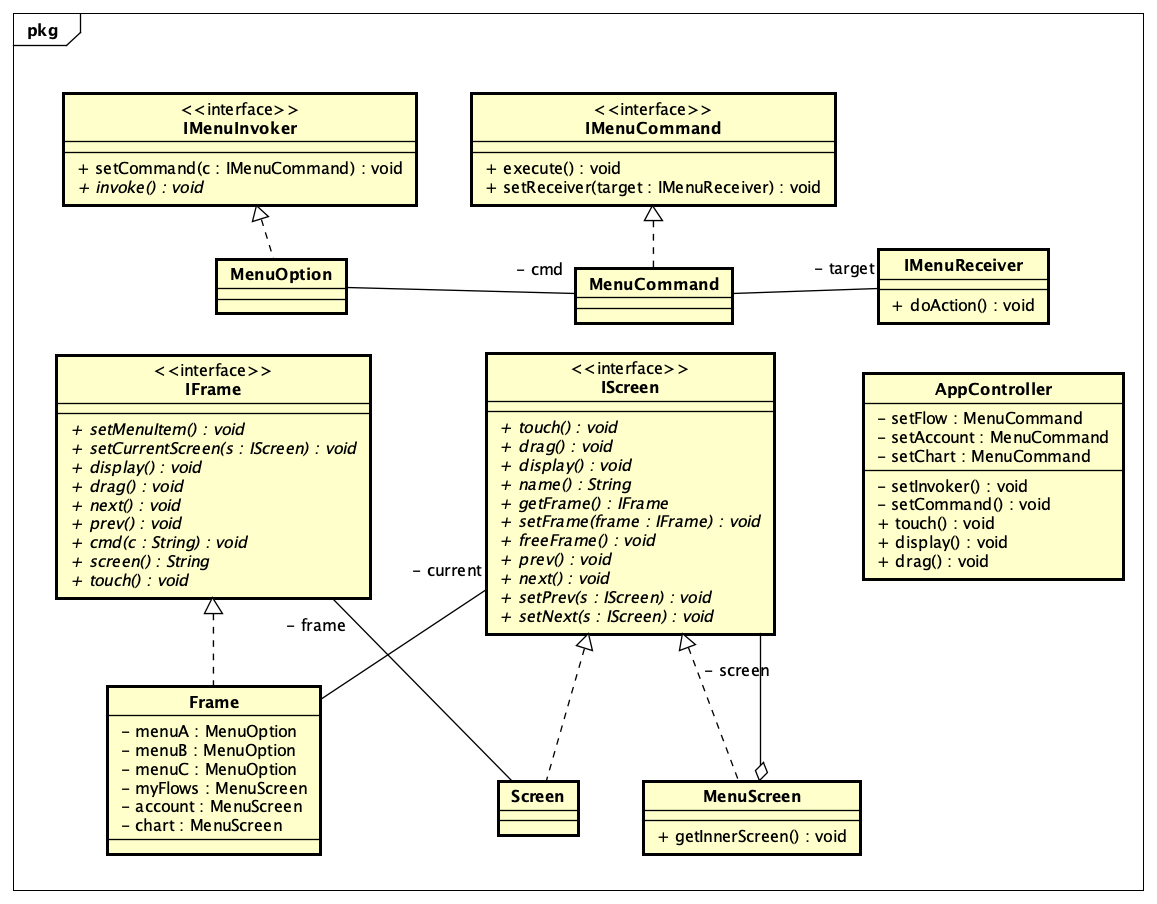 pkg
<<interface>>
IMenuInvoker
+ setCommand(c : IMenuCommand) : void
+ invoke() : void
<<interface>>
IMenuCommand
+ execute() : void
+ setReceiver(target : IMenuReceiver) : void
MenuOption
– cmd
MenuCommand
– target
IMenuReceiver
+ doAction() : void
<<interface>>
IFrame
+ setMenuItem() : void
+ setCurrentScreen(s : IScreen) : void
+ display() : void
+ drag() : void
+ next() : void
+ prev() : void
+ cmd(c : String) : void
+ screen() : String
+ touch() : void
<<interface>>
IScreen
+ touch() : void
+ drag() : void
+ display() : void
+ name() : String
+ getFrame() : IFrame
+ setFrame(frame : IFrame) : void
+ freeFrame() : void
+ prev() : void
+ next() : void
+ setPrev(s : IScreen) : void
+ setNext(s : IScreen) : void
AppController
– setFlow : MenuCommand
– setAccount : MenuCommand
– setChart : MenuCommand
– setInvoker() : void
– setCommand() : void
+ touch() : void
+ display() : void
+ drag() : void
– current
– frame
– screen
Frame
– menuA : MenuOption
– menuB : MenuOption
– menuC : MenuOption
– myFlows : MenuScreen
– account : MenuScreen
– chart : MenuScreen
Screen
MenuScreen
+ getInnerScreen() : void